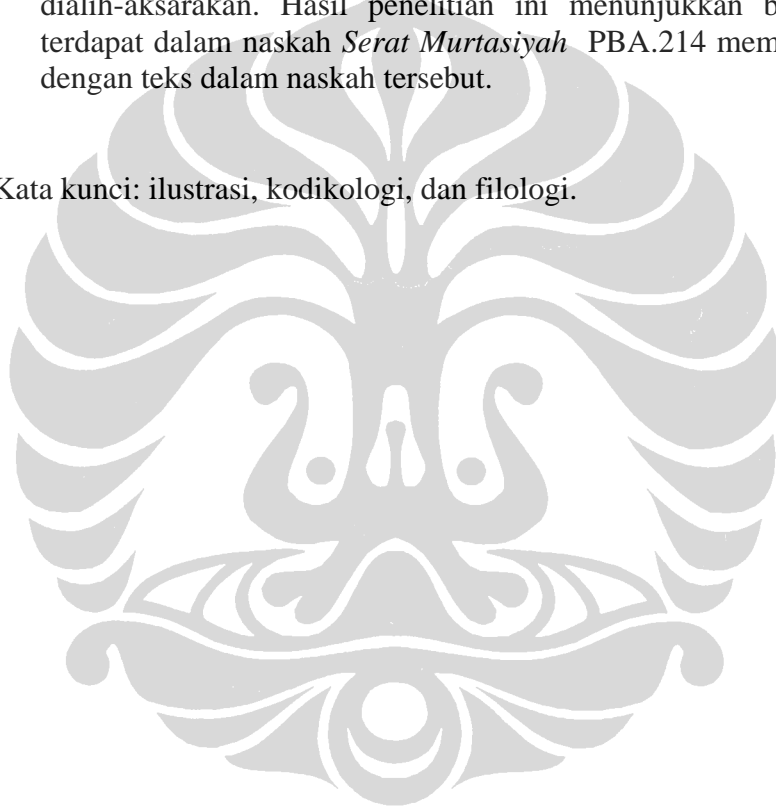 dialih-aksarakan. Hasil penelitian ini menunjukkan
terdapat dalam naskah Serat Murtasiyah PBA.214
dengan teks dalam naskah tersebut.
Kata kunci: ilustrasi, kodikologi, dan filologi.